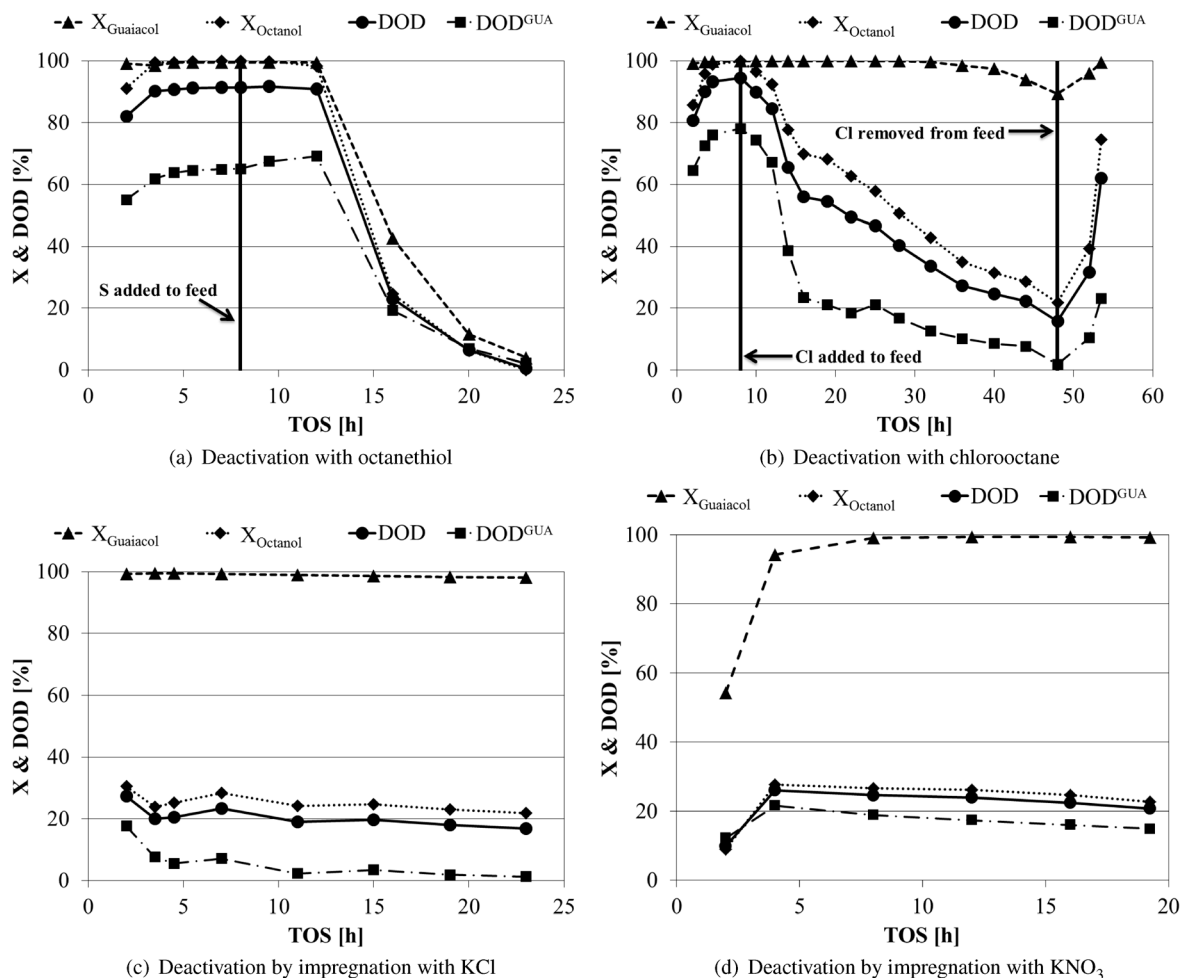 X_Guaiacol X_Octanol DOD DOD^GUA
100
80
60
40
20
0
X & DOD [%]
S added to feed
0 5 10 15 20 25
TOS [h]
(a) Deactivation with octanethiol
X_Guaiacol X_Octanol DOD DOD^GUA
100
80
60
40
20
0
X & DOD [%]
Cl removed from feed
Cl added to feed
0 10 20 30 40 50 60
TOS [h]
(b) Deactivation with chlorooctane
X_Guaiacol X_Octanol DOD DOD^GUA
100
80
60
40
20
0
X & DOD [%]
0 5 10 15 20 25
TOS [h]
(c) Deactivation by impregnation with KCl
X_Guaiacol X_Octanol DOD DOD^GUA
100
80
60
40
20
0
X & DOD [%]
0 5 10 15 20
TOS [h]
(d) Deactivation by impregnation with KNO₃